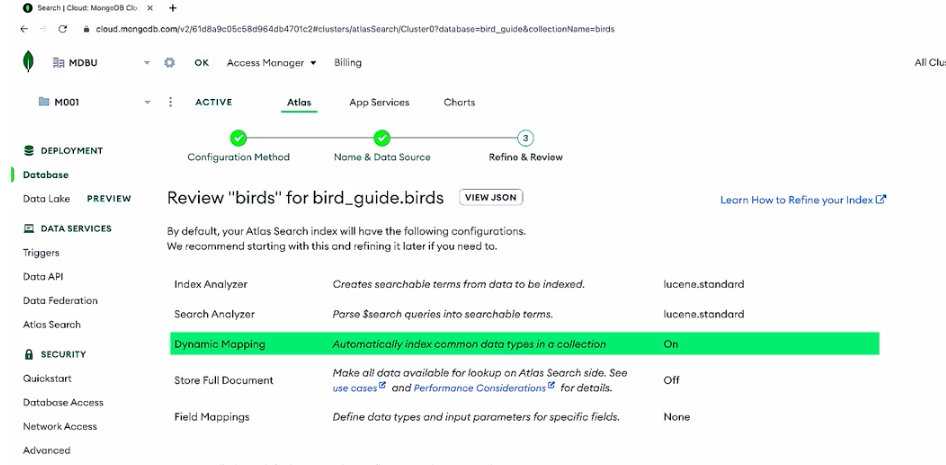 Search | Cloud: MongoDB Clo
cloud.mongodb.com/v2/61d8a9c05c58d964db4701c2#clusters/atlasSearch/Cluster0?database=bird_guide&collectionName=birds
MDBU OK Access Manager Billing All Clus
M001 ACTIVE Atlas App Services Charts
3
Configuration Method Name & Data Source Refine & Review
DEPLOYMENT
Database
Data Lake PREVIEW
DATA SERVICES
Triggers
Data API
Data Federation
Atlas Search
SECURITY
Quickstart
Database Access
Network Access
Advanced
Review "birds" for bird_guide.birds VIEW JSON
Learn How to Refine your Index
By default, your Atlas Search index will have the following configurations.
We recommend starting with this and refining it later if you need to.
Index Analyzer Creates searchable terms from data to be indexed. lucene.standard
Search Analyzer Parse $search queries into searchable terms. lucene.standard
Dynamic Mapping Automatically index common data types in a collection On
Store Full Document Make all data available for lookup on Atlas Search side. See
use cases and Performance Considerations for details. Off
Field Mappings Define data types and input parameters for specific fields. None